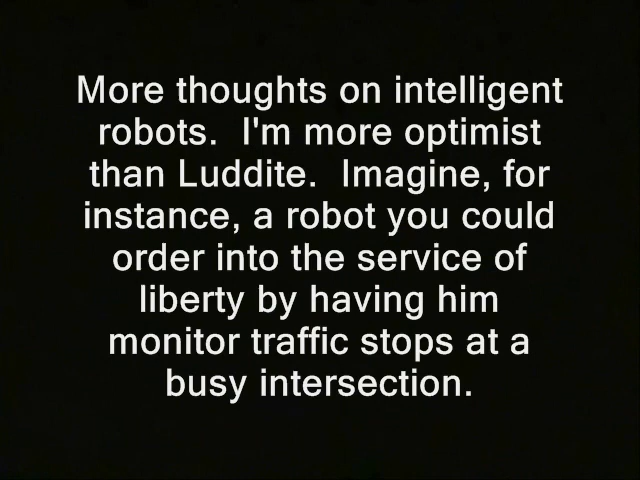 More thoughts on intelligent
robots.  I'm more optimist
than Luddite.  Imagine, for
instance, a robot you could
order into the service of
liberty by having him
monitor traffic stops at a
busy intersection.